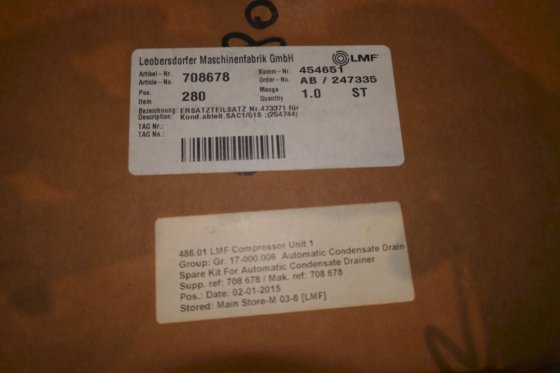 Leobersdorfer Maschinenfabrik GmbH LMF
Artikel-Nr. 708678 Komm-Nr. 454651
Article-No. Order-No AB / 247335
Pos. 280 Menge 1.0 ST
Item Quantity
Bezeichnung: ERSATZTEILSATZ Nr.473371 für
Description: Kond.ableit.SAC1/51S :(254744)
TAG Nr.:
TAG No.:
488.01 LMF Compressor Unit 1
Group: Gr. 17-000.006 Automatic Condensate Drain
Spare Kit For Automatic Condensate Drainer
Supp. ref: 708 678 / Mak. ref: 708 678
Pos.: Date: 02-01-2015
Stored: Main Store-M 03-6 [LMF]